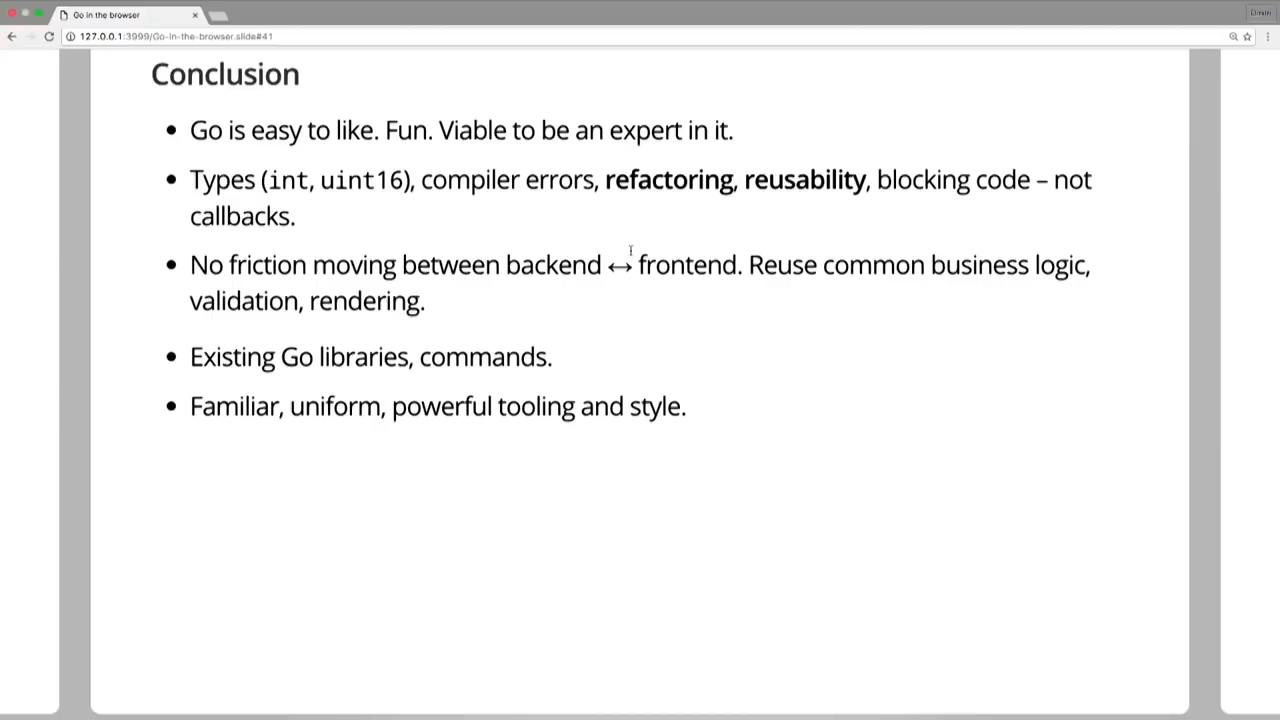 Go in the browser
Dmitri
127.0.0.1:3999/Go-in-the-browser.slide#41
Conclusion
• Go is easy to like. Fun. Viable to be an expert in it.
• Types (int, uint16), compiler errors, refactoring, reusability, blocking code – not
callbacks.
• No friction moving between backend ↔ frontend. Reuse common business logic,
validation, rendering.
• Existing Go libraries, commands.
• Familiar, uniform, powerful tooling and style.